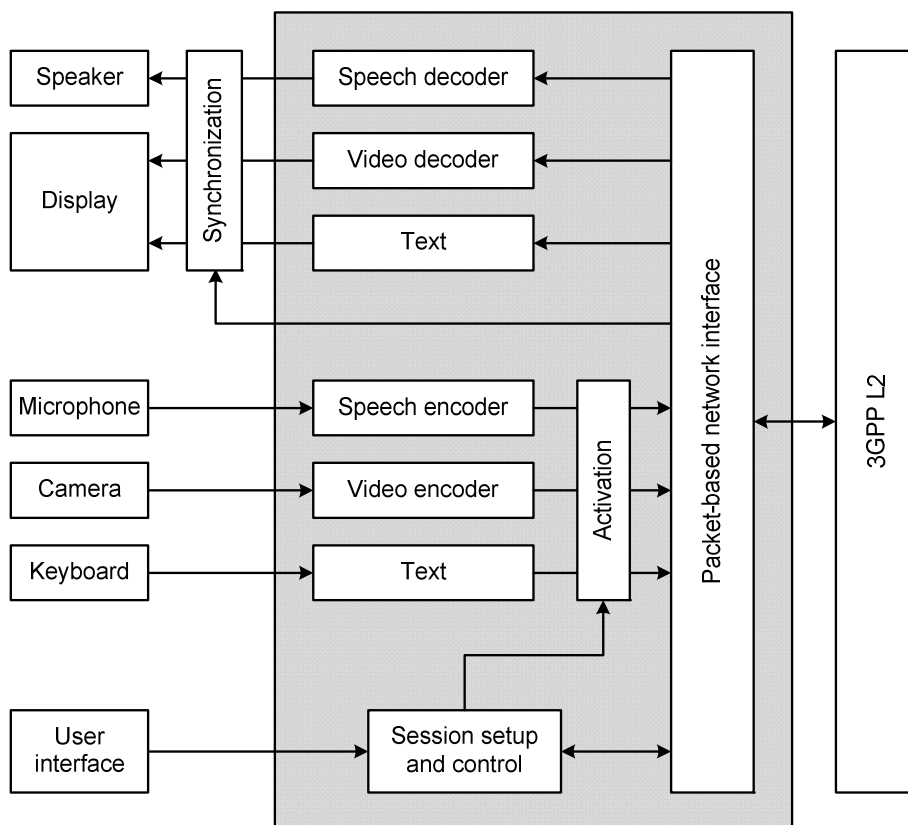 Speaker
Display
Synchronization
Speech decoder
Video decoder
Text
Microphone
Camera
Keyboard
Speech encoder
Video encoder
Text
Activation
User
interface
Session setup
and control
Packet-based network interface
3GPP L2